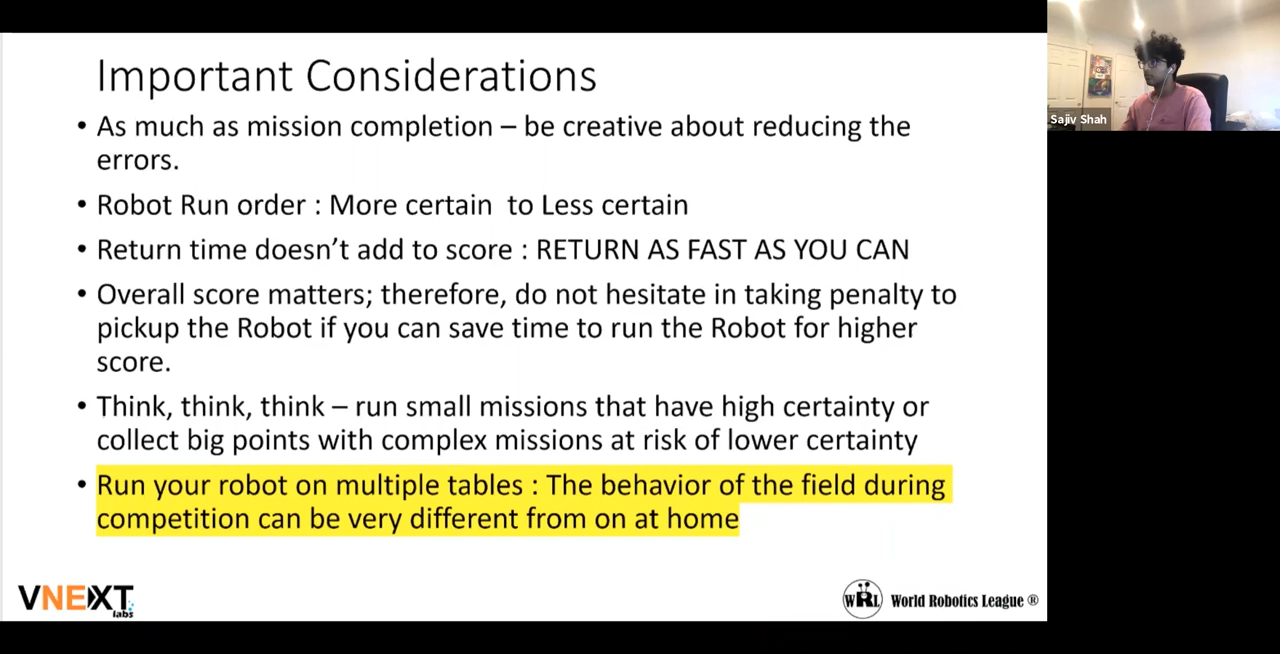 Important Considerations
• As much as mission completion – be creative about reducing the
errors.
• Robot Run order : More certain  to Less certain
• Return time doesn't add to score : RETURN AS FAST AS YOU CAN
• Overall score matters; therefore, do not hesitate in taking penalty to
pickup the Robot if you can save time to run the Robot for higher
score.
• Think, think, think – run small missions that have high certainty or
collect big points with complex missions at risk of lower certainty
• Run your robot on multiple tables : The behavior of the field during
competition can be very different from on at home
Sajiv Shah
VNEXT
labs
WRL World Robotics League ®